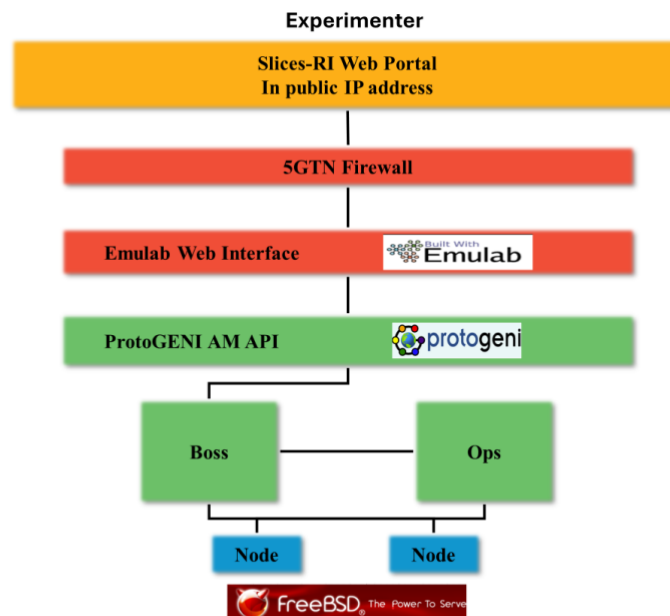 Experimenter
Slices-RI Web Portal
In public IP address
5GTN Firewall
Emulab Web Interface
Built With
Emulab
ProtoGENI AM API
protogeni
Boss
Ops
Node
Node
FreeBSD® The Power To Serve